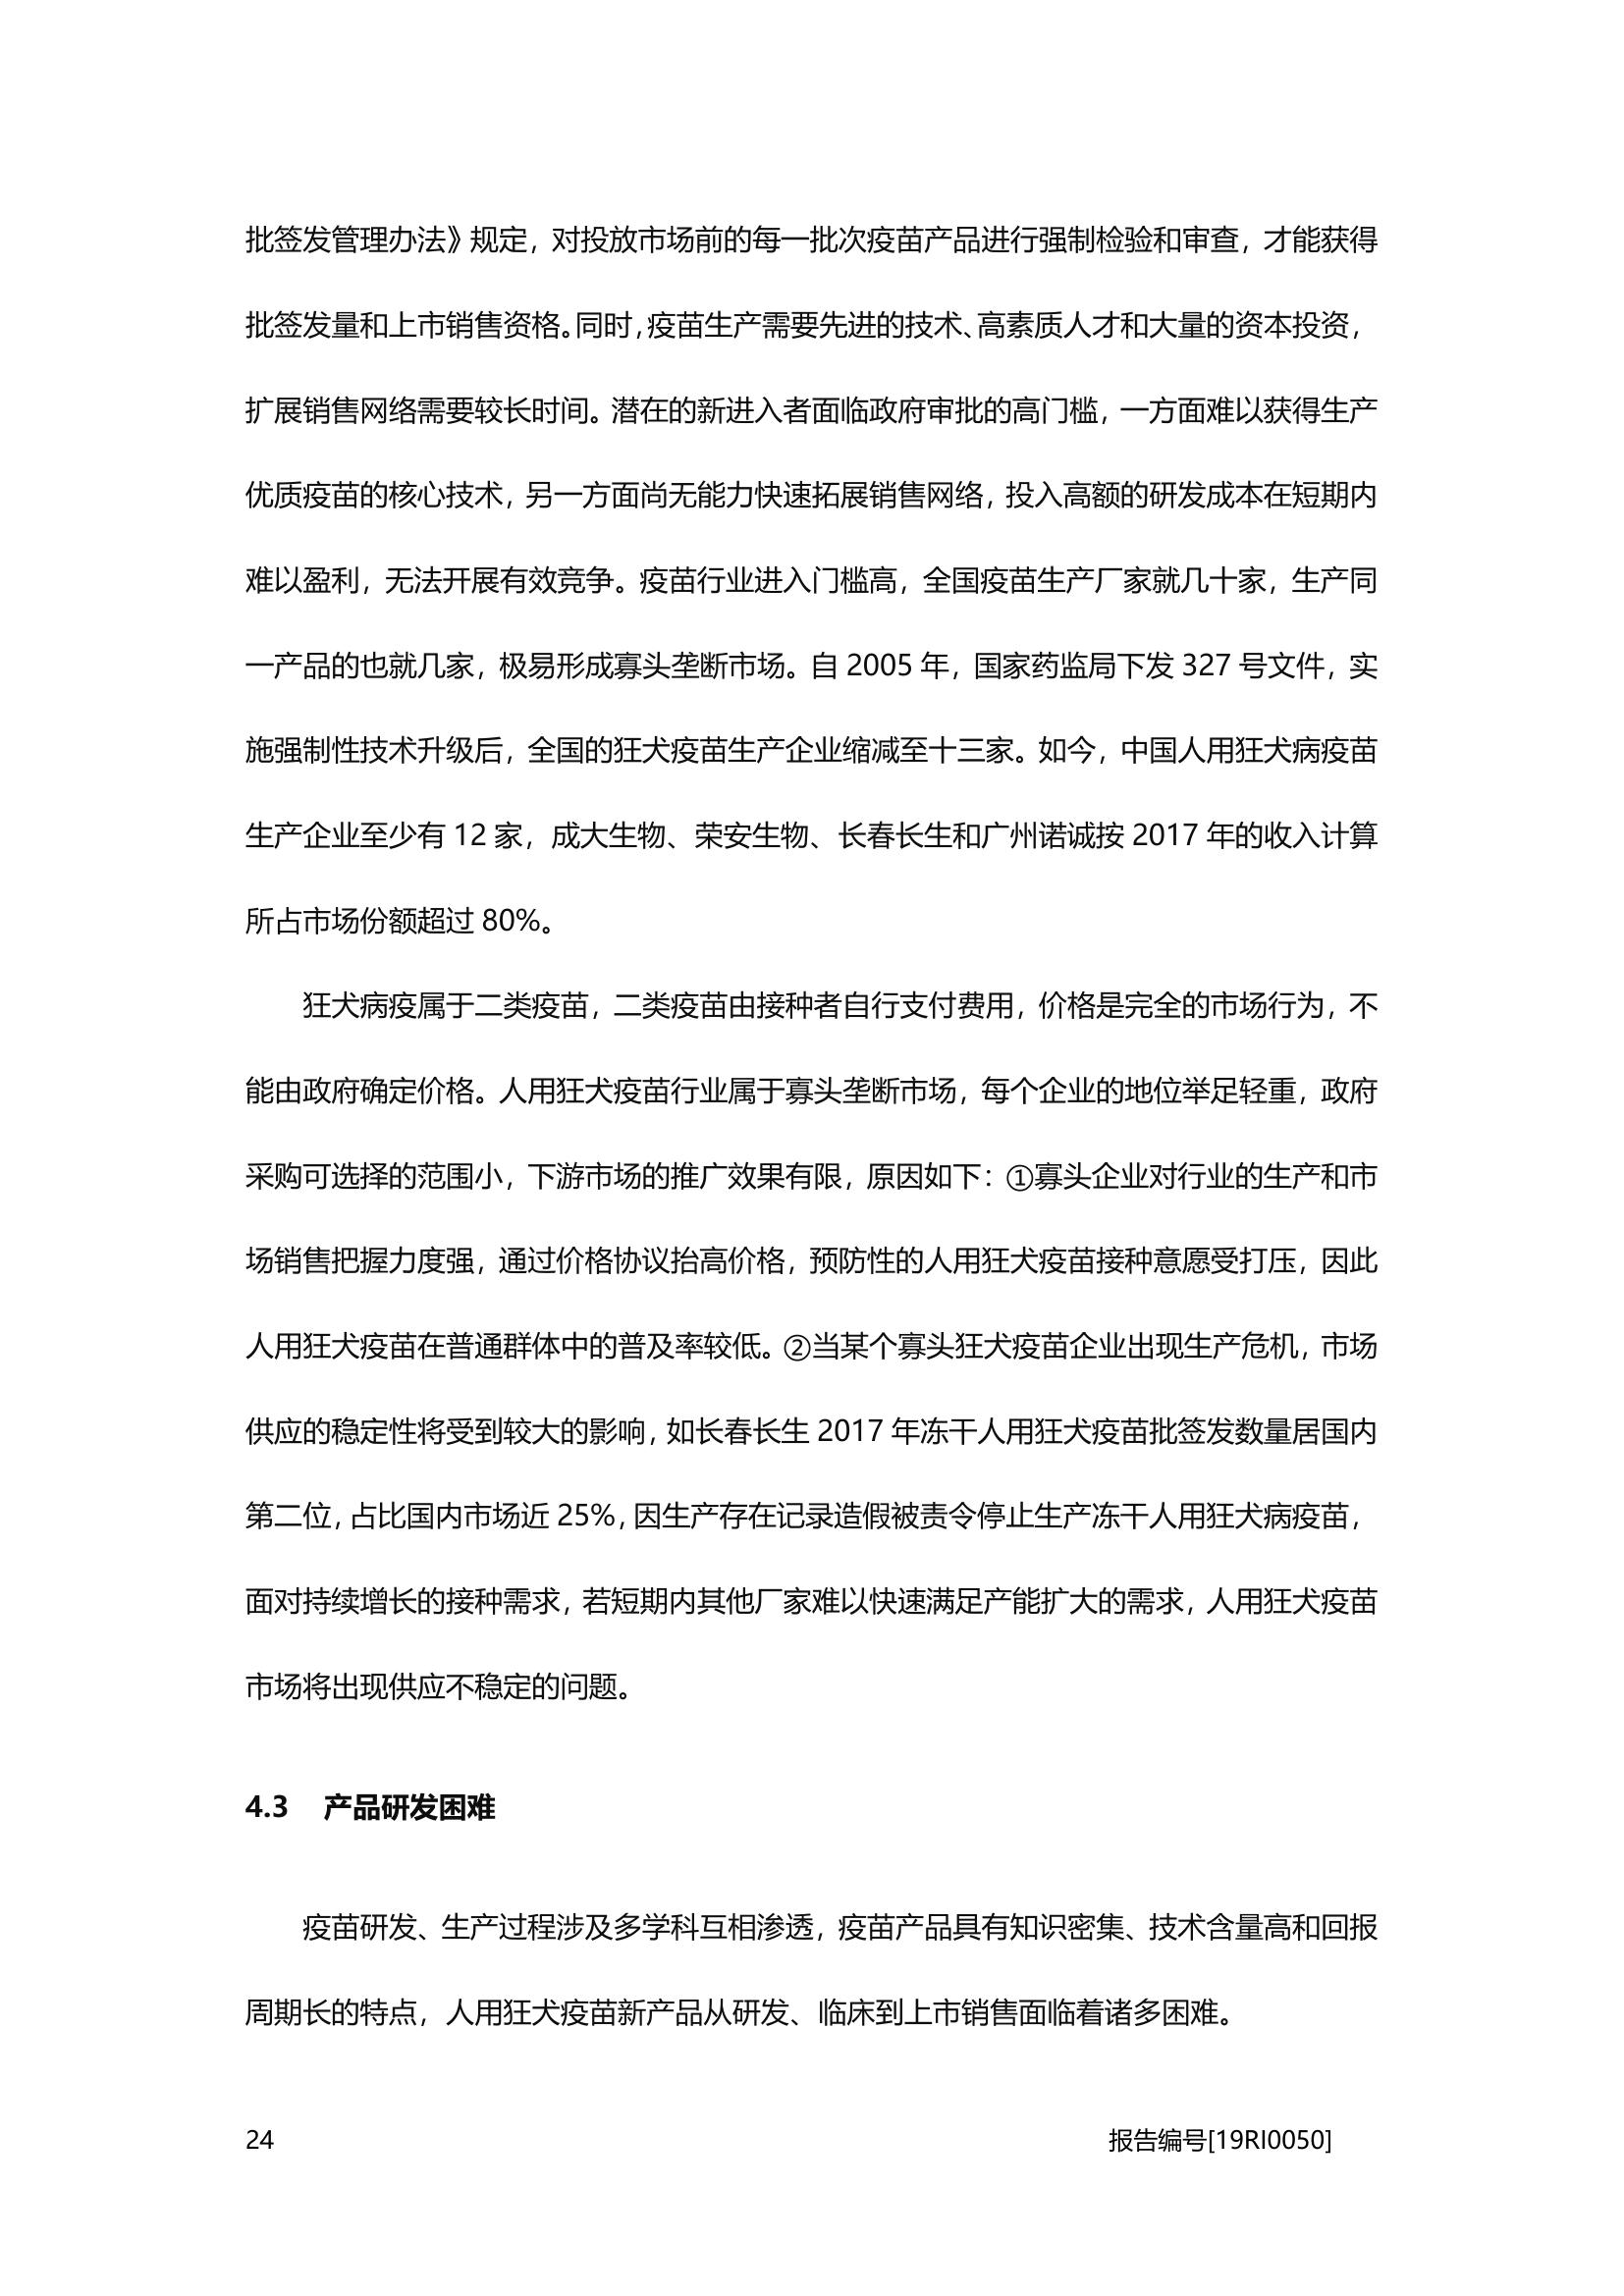 批签发管理办法》规定，对投放市场前的每一批次疫苗产品进行强制检验和审查，才能获得
批签发量和上市销售资格。同时，疫苗生产需要先进的技术、高素质人才和大量的资本投资，
扩展销售网络需要较长时间。潜在的新进入者面临政府审批的高门槛，一方面难以获得生产
优质疫苗的核心技术，另一方面尚无能力快速拓展销售网络，投入高额的研发成本在短期内
难以盈利，无法开展有效竞争。疫苗行业进入门槛高，全国疫苗生产厂家就几十家，生产同
一产品的也就几家，极易形成寡头垄断市场。自 2005 年，国家药监局下发 327 号文件，实
施强制性技术升级后，全国的狂犬疫苗生产企业缩减至十三家。如今，中国人用狂犬病疫苗
生产企业至少有 12 家，成大生物、荣安生物、长春长生和广州诺诚按 2017 年的收入计算
所占市场份额超过 80%。
狂犬病疫属于二类疫苗，二类疫苗由接种者自行支付费用，价格是完全的市场行为，不
能由政府确定价格。人用狂犬疫苗行业属于寡头垄断市场，每个企业的地位举足轻重，政府
采购可选择的范围小，下游市场的推广效果有限，原因如下：①寡头企业对行业的生产和市
场销售把握力度强，通过价格协议抬高价格，预防性的人用狂犬疫苗接种意愿受打压，因此
人用狂犬疫苗在普通群体中的普及率较低。②当某个寡头狂犬疫苗企业出现生产危机，市场
供应的稳定性将受到较大的影响，如长春长生 2017 年冻干人用狂犬疫苗批签发数量居国内
第二位，占比国内市场近 25%，因生产存在记录造假被责令停止生产冻干人用狂犬病疫苗，
面对持续增长的接种需求，若短期内其他厂家难以快速满足产能扩大的需求，人用狂犬疫苗
市场将出现供应不稳定的问题。
4.3 产品研发困难
疫苗研发、生产过程涉及多学科互相渗透，疫苗产品具有知识密集、技术含量高和回报
周期长的特点，人用狂犬疫苗新产品从研发、临床到上市销售面临着诸多困难。
24 报告编号[19RI0050]